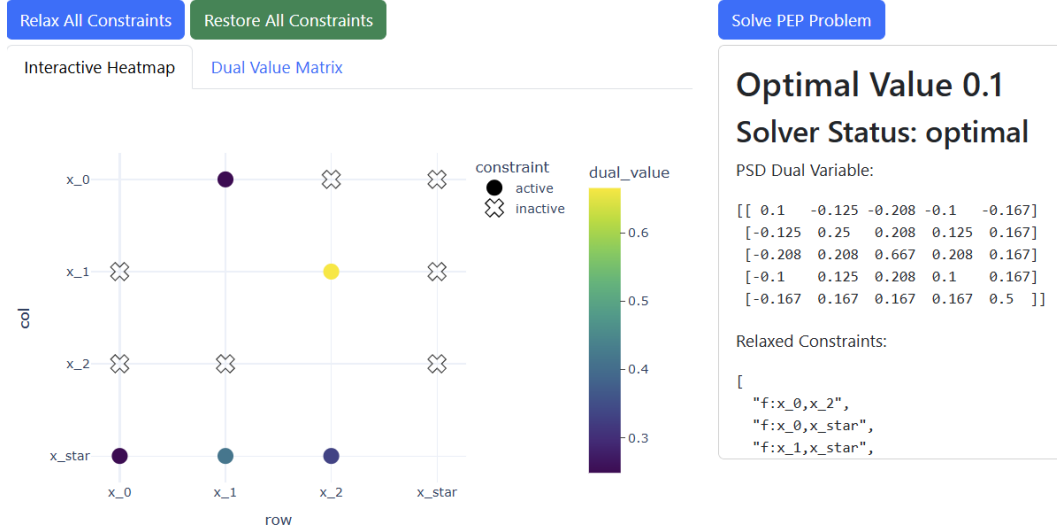 Relax All Constraints
Restore All Constraints
Interactive Heatmap
Dual Value Matrix
constraint
active
inactive
dual_value
0.6
0.5
0.4
0.3
x_0
x_1
x_2
x_star
col
x_0
x_1
x_2
x_star
row
Solve PEP Problem
Optimal Value 0.1
Solver Status: optimal
PSD Dual Variable:
[[ 0.1 -0.125 -0.208 -0.1 -0.167]
[-0.125 0.25 0.208 0.125 0.167]
[-0.208 0.208 0.667 0.208 0.167]
[-0.1 0.125 0.208 0.1 0.167]
[-0.167 0.167 0.167 0.167 0.5 ]]
Relaxed Constraints:
[
"f:x_0,x_2",
"f:x_0,x_star",
"f:x_1,x_star",